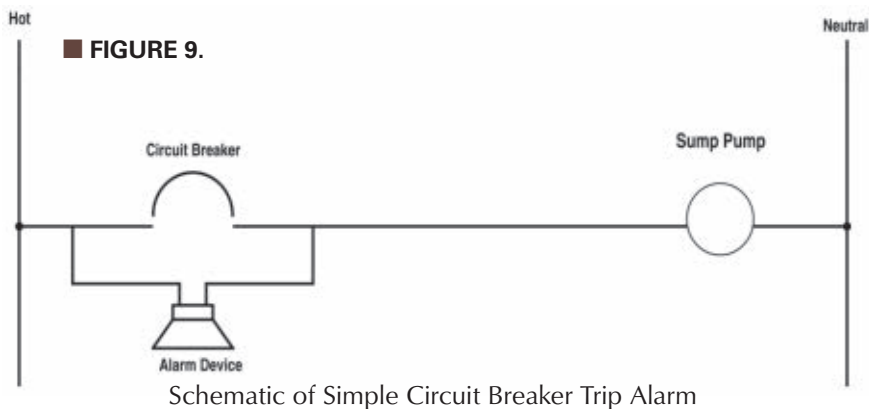 Hot
Neutral
FIGURE 9.
Circuit Breaker
Sump Pump
Alarm Device
Schematic of Simple Circuit Breaker Trip Alarm